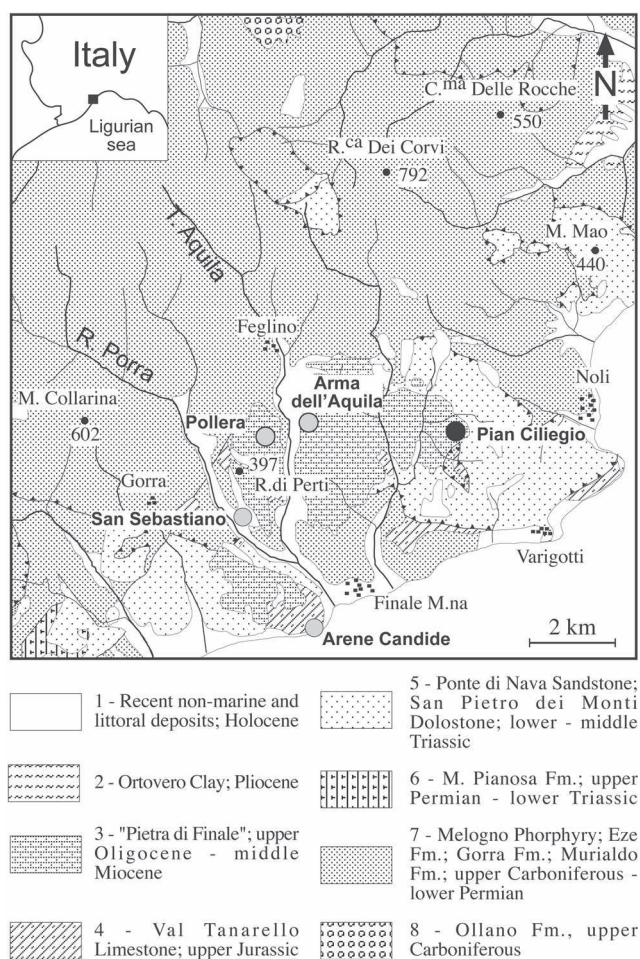 Italy
Ligurian
sea
N
C.ma Delle Rocche
550
R.ca Dei Corvi
792
M. Mao
440
T. Aquila
Feglino
R. Porra
Noli
Arma
dell'Aquila
M. Collarina
602
Pollera
Pian Ciliegio
397
R.di Perti
Gorra
San Sebastiano
Varigotti
Finale M.na
Arene Candide
2 km
1 - Recent non-marine and
littoral deposits; Holocene
2 - Ortovero Clay; Pliocene
3 - "Pietra di Finale"; upper
Oligocene - middle
Miocene
4 - Val Tanarello
Limestone; upper Jurassic
5 - Ponte di Nava Sandstone;
San Pietro dei Monti
Dolostone; lower - middle
Triassic
6 - M. Pianosa Fm.; upper
Permian - lower Triassic
7 - Melogno Phorphyry; Eze
Fm.; Gorra Fm.; Murialdo
Fm.; upper Carboniferous -
lower Permian
8 - Ollano Fm., upper
Carboniferous